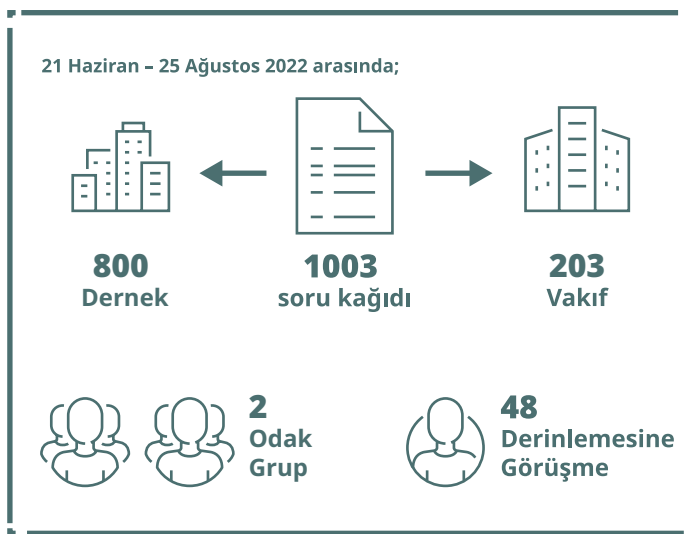 21 Haziran – 25 Ağustos 2022 arasında;
800
Dernek
1003
soru kağıdı
203
Vakıf
2
Odak
Grup
48
Derinlemesine
Görüşme